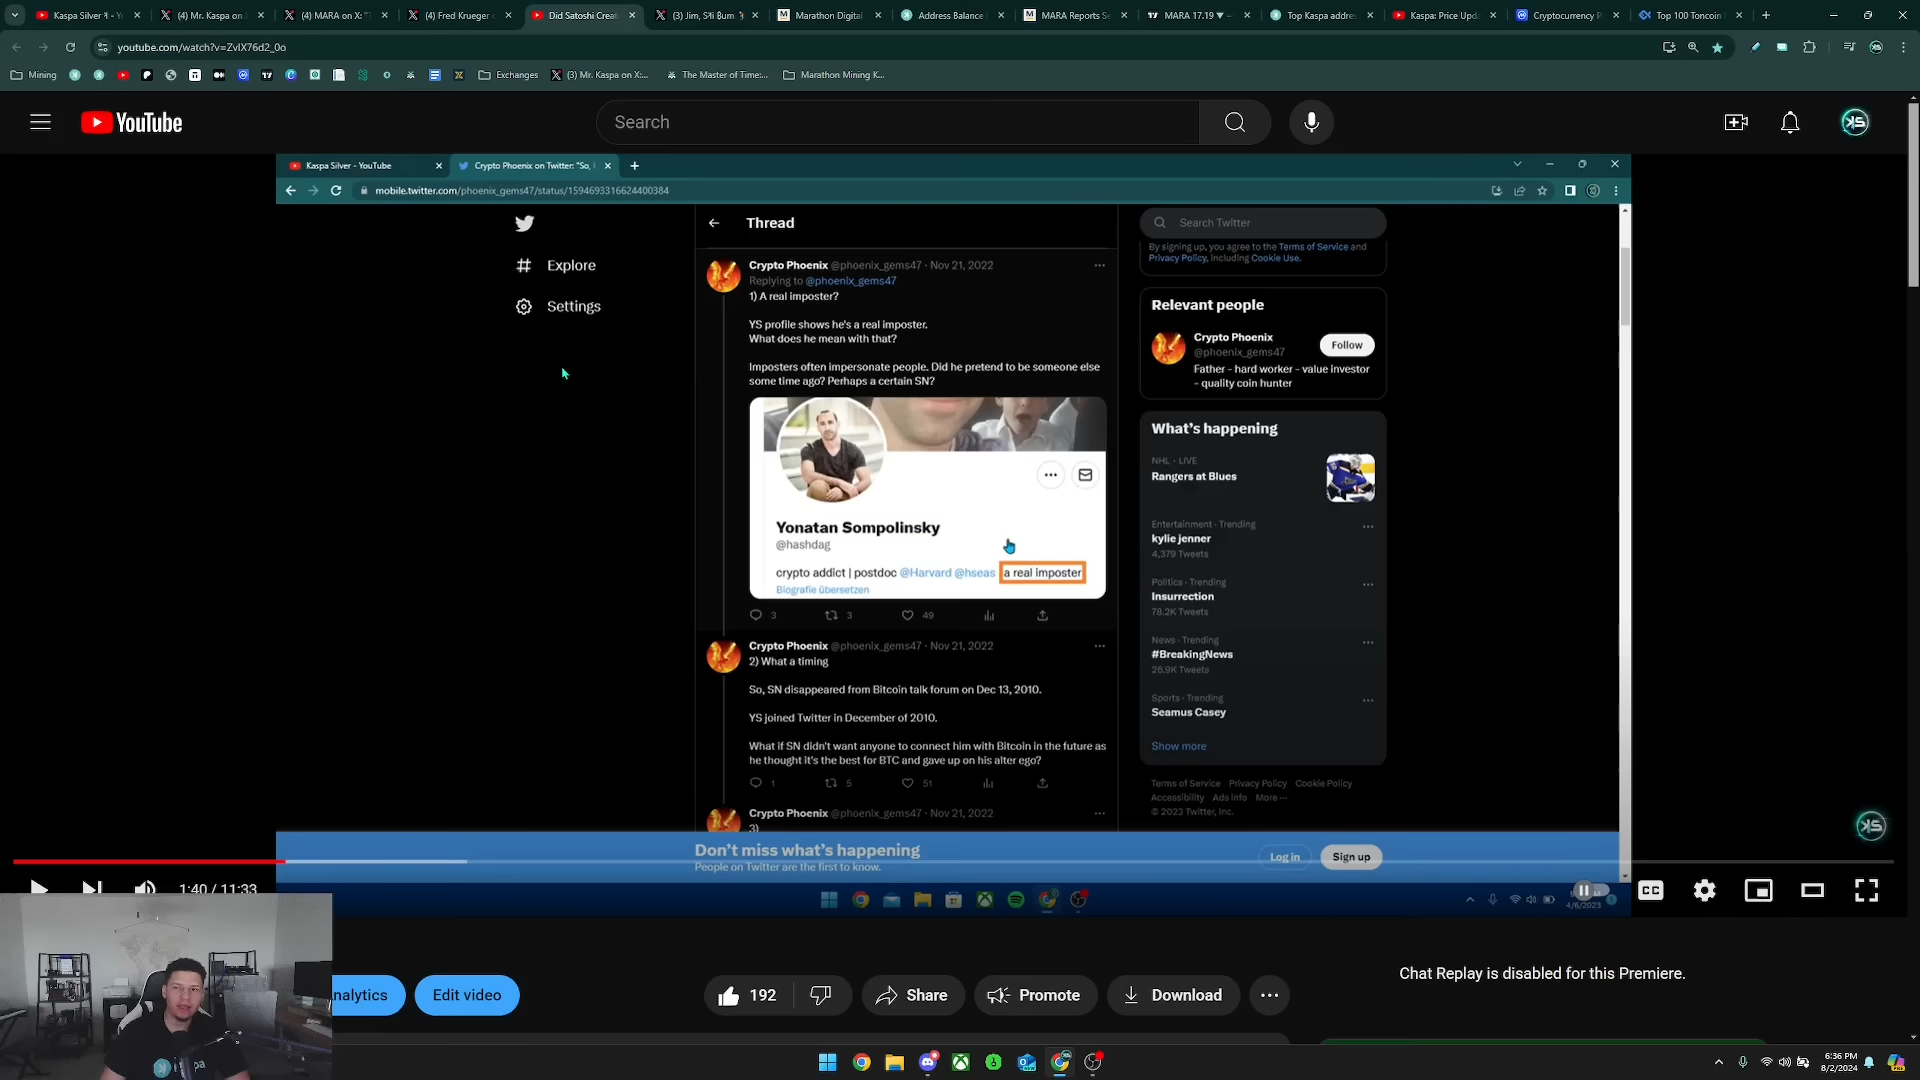 Kaspa Silver
(4) Mr. Kaspa on
(4) MARA on X: "T
(4) Fred Krueger
Did Satoshi Creat
Marathon Digital
Address Balance
MARA Reports Se
MARA 17.19 ▼
Top Kaspa addres
Kaspa: Price Upd
Cryptocurrency P
Top 100 Toncoin
youtube.com/watch?v=ZvIX76d2_0o
Mining
Exchanges
(3) Mr. Kaspa on X:...
The Master of Time:...
Marathon Mining K...
YouTube
Search
Kaspa Silver - YouTube
Crypto Phoenix on Twitter: "So,
mobile.twitter.com/phoenix_gems47/status/1594693316624400384
Explore
Settings
Thread
Crypto Phoenix @phoenix_gems47 · Nov 21, 2022
Replying to @phoenix_gems47
1) A real imposter?
YS profile shows he's a real imposter.
What does he mean with that?
Imposters often impersonate people. Did he pretend to be someone else
some time ago? Perhaps a certain SN?
Yonatan Sompolinsky
@hashdag
crypto addict | postdoc @Harvard @hseas a real imposter
Biografie übersetzen
3 3 49
Crypto Phoenix @phoenix_gems47 · Nov 21, 2022
2) What a timing
So, SN disappeared from Bitcoin talk forum on Dec 13, 2010.
YS joined Twitter in December of 2010.
What if SN didn't want anyone to connect him with Bitcoin in the future as
he thought it's the best for BTC and gave up on his alter ego?
1 5 51
Crypto Phoenix @phoenix_gems47 · Nov 21, 2022
3)
Search Twitter
By signing up, you agree to the Terms of Service and
Privacy Policy, including Cookie Use.
Relevant people
Crypto Phoenix
@phoenix_gems47
Follow
Father - hard worker - value investor
- quality coin hunter
What's happening
NHL · LIVE
Rangers at Blues
Entertainment · Trending
kylie jenner
4,379 Tweets
Politics · Trending
Insurrection
78.2K Tweets
News · Trending
#BreakingNews
26.9K Tweets
Sports · Trending
Seamus Casey
Show more
Terms of Service Privacy Policy Cookie Policy
Accessibility Ads info More ···
© 2023 Twitter, Inc.
Don't miss what's happening
People on Twitter are the first to know.
Log in
Sign up
4/6/2023
1:40 / 11:33
CC
nalytics
Edit video
192
Share
Promote
Download
Chat Replay is disabled for this Premiere.
6:36 PM
8/2/2024